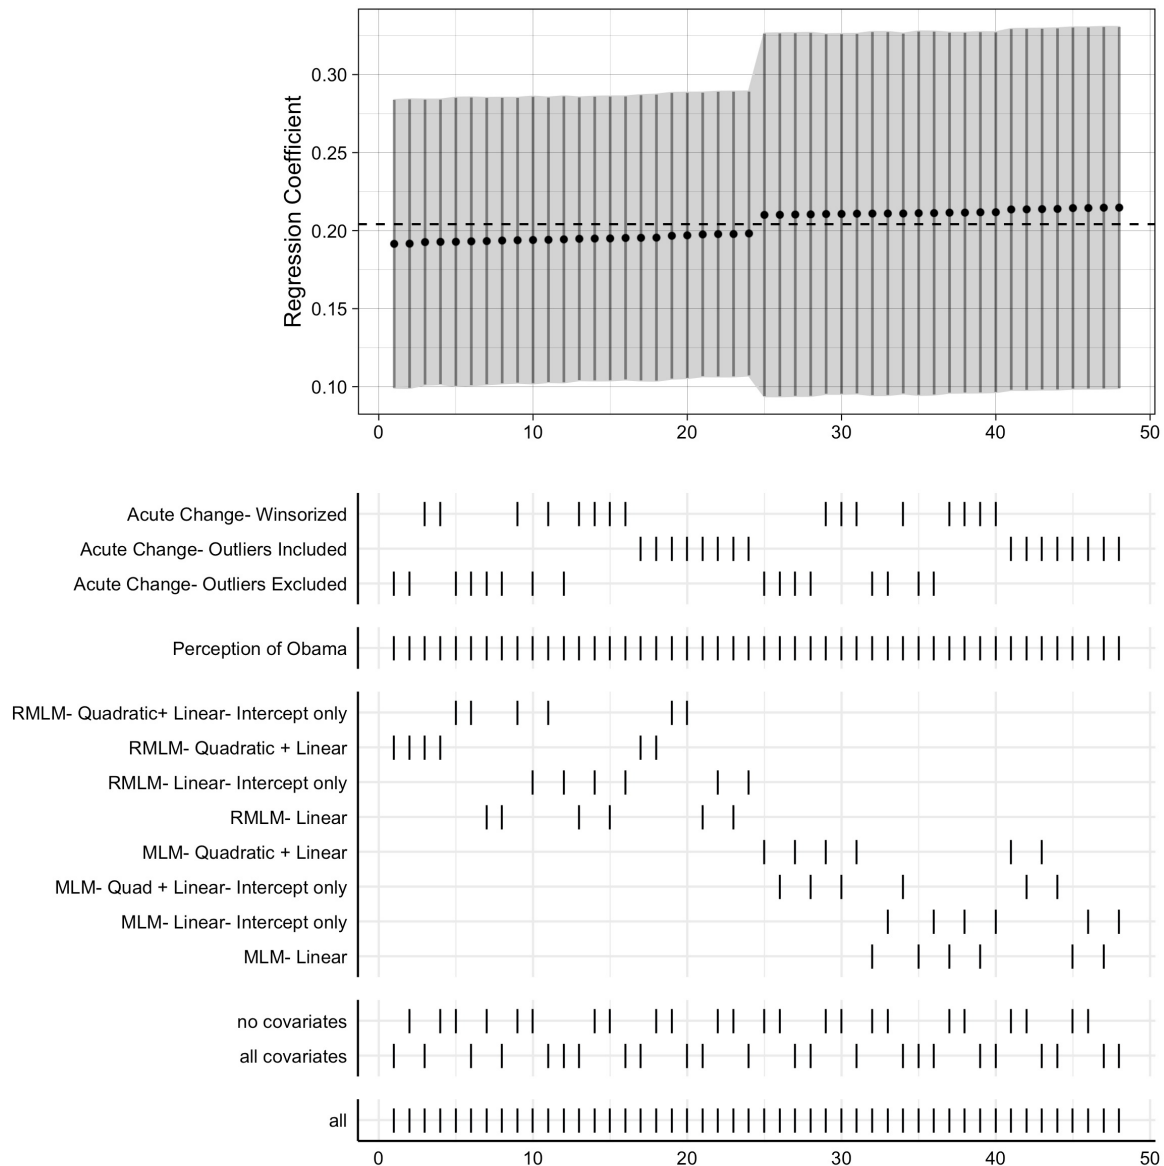 Regression Coefficient
0.30
0.25
0.20
0.15
0.10
0 10 20 30 40 50
Acute Change- Winsorized
Acute Change- Outliers Included
Acute Change- Outliers Excluded
Perception of Obama
RMLM- Quadratic+ Linear- Intercept only
RMLM- Quadratic + Linear
RMLM- Linear- Intercept only
RMLM- Linear
MLM- Quadratic + Linear
MLM- Quad + Linear- Intercept only
MLM- Linear- Intercept only
MLM- Linear
no covariates
all covariates
all
0 10 20 30 40 50